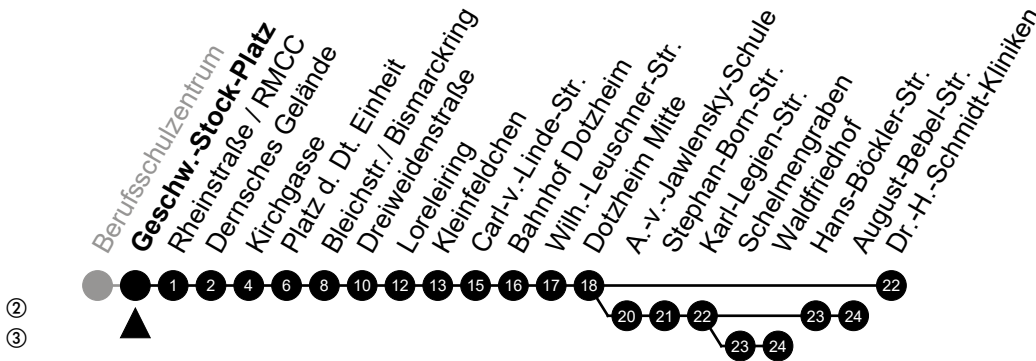 Berufsschulzentrum
Geschw.-Stock-Platz
Rheinstraße / RMCC
Dernsches Gelände
Kirchgasse
Platz d. Dt. Einheit
Bleichstr./ Bismarckring
Dreiweidenstraße
Loreleiring
Kleinfeldchen
Carl-v.-Linde-Str.
Bahnhof Dotzheim
Wilh.-Leuschner-Str.
Dotzheim Mitte
A.-v.-Jawlensky-Schule
Stephan-Born-Str.
Karl-Legien-Str.
Schelmengraben
Waldfriedhof
Hans-Böckler-Str.
August-Bebel-Str.
Dr.-H.-Schmidt-Kliniken
1 2 4 6 8 10 12 13 15 16 17 18 22
② 20 21 22 23 24
③ 23 24